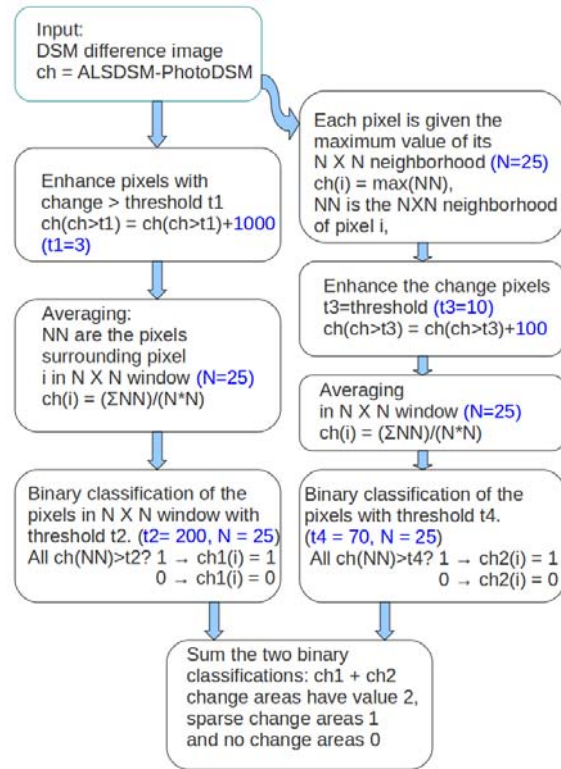 Input:
DSM difference image
ch = ALSDSM-PhotoDSM
Enhance pixels with
change > threshold t1
ch(ch>t1) = ch(ch>t1)+1000
(t1=3)
Averaging:
NN are the pixels
surrounding pixel
i in N X N window (N=25)
ch(i) = (ΣNN)/(N*N)
Binary classification of the
pixels in N X N window with
threshold t2. (t2= 200, N = 25)
All ch(NN)>t2? 1 → ch1(i) = 1
0 → ch1(i) = 0
Each pixel is given the
maximum value of its
N X N neighborhood (N=25)
ch(i) = max(NN),
NN is the NXN neighborhood
of pixel i,
Enhance the change pixels
t3=threshold (t3=10)
ch(ch>t3) = ch(ch>t3)+100
Averaging
in N X N window (N=25)
ch(i) = (ΣNN)/(N*N)
Binary classification of the
pixels with threshold t4.
(t4 = 70, N = 25)
All ch(NN)>t4? 1 → ch2(i) = 1
0 → ch2(i) = 0
Sum the two binary
classifications: ch1 + ch2
change areas have value 2,
sparse change areas 1
and no change areas 0